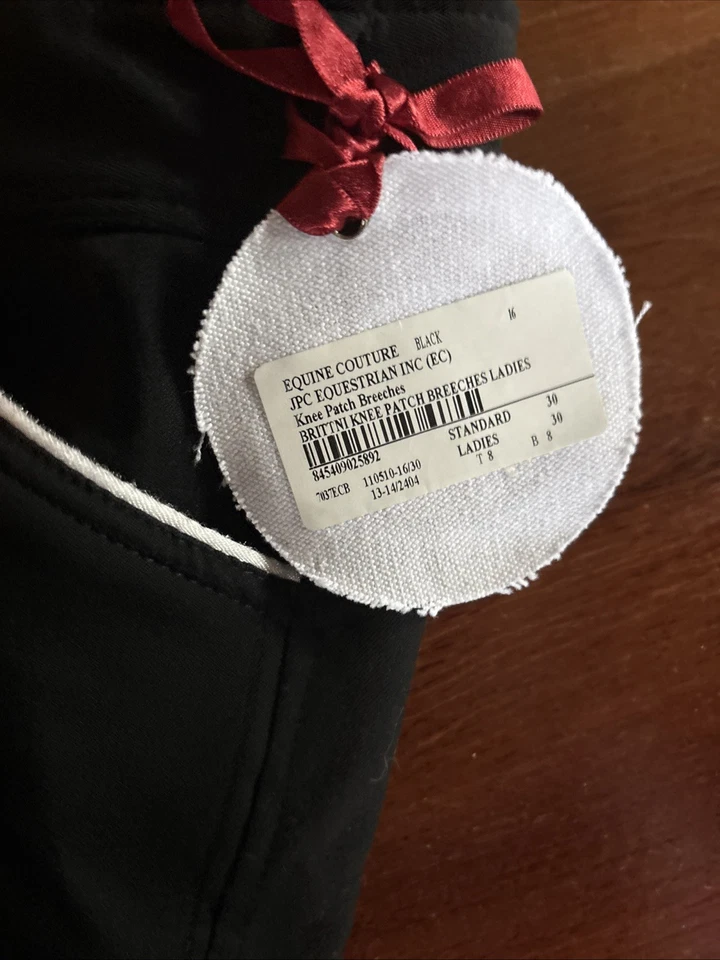 EQUINE COUTURE BLACK 16
JPC EQUESTRIAN INC (EC)
Knee Patch Breeches
BRITTNI KNEE PATCH BREECHES LADIES
845409025892 STANDARD 30
LADIES 30
7037ECB 110510-16/30 T 8 B 8
13-14/2404